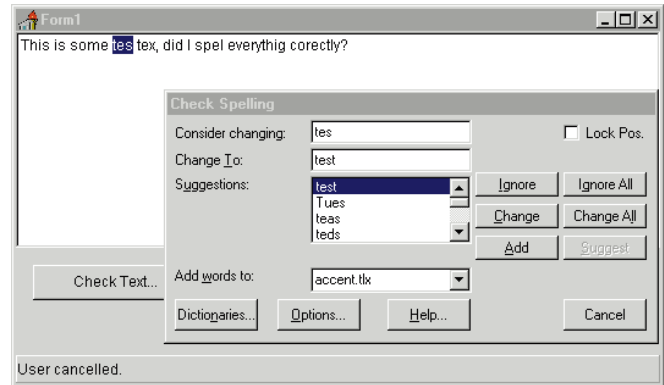 Form1
This is some tes tex, did I spel everythig corectly?
Check Spelling
Consider changing: tes Lock Pos.
Change To: test
Suggestions: test Ignore Ignore All
Tues
teas Change Change All
teds
Add Suggest
Check Text... Add words to: accent.tlx
Dictionaries... Options... Help... Cancel
User cancelled.